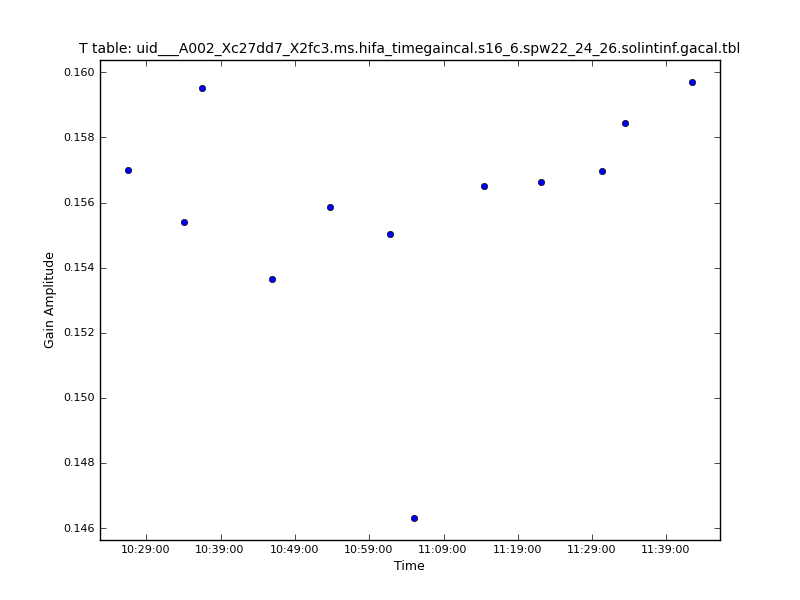 T table: uid___A002_Xc27dd7_X2fc3.ms.hifa_timegaincal.s16_6.spw22_24_26.solintinf.gacal.tbl
0.160
0.158
0.156
0.154
0.152
0.150
0.148
0.146
Gain Amplitude
10:29:00 10:39:00 10:49:00 10:59:00 11:09:00 11:19:00 11:29:00 11:39:00
Time